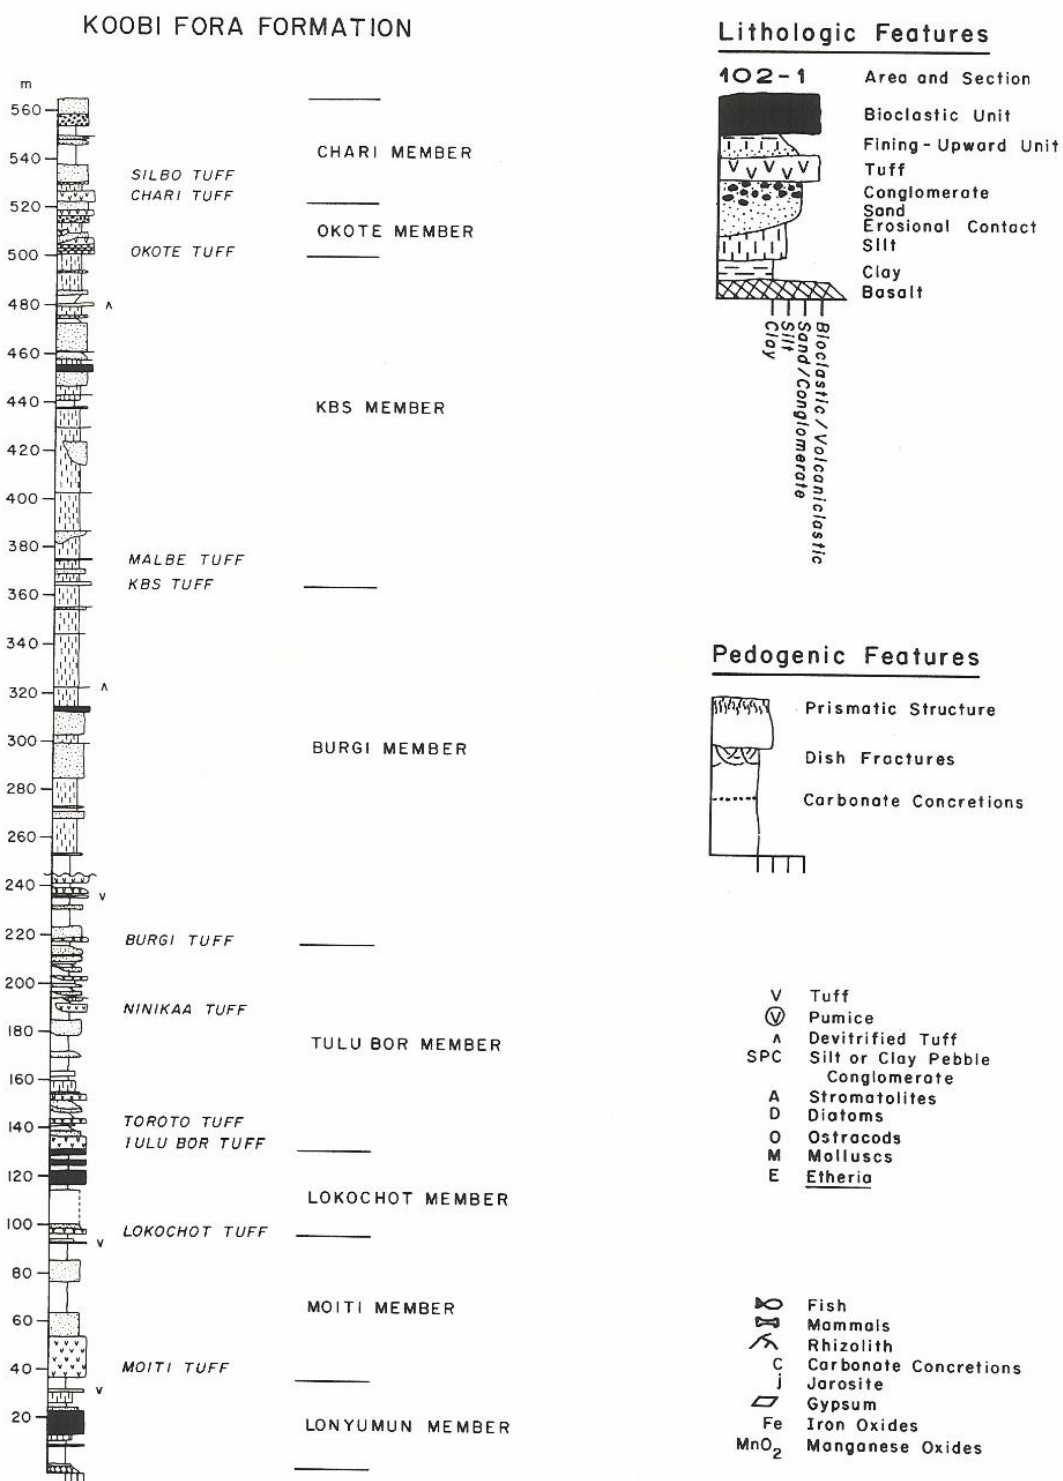 KOOBI FORA FORMATION
m
560
540
520
500
480
460
440
420
400
380
360
340
320
300
280
260
240
220
200
180
160
140
120
100
80
60
40
20
SILBO TUFF
CHARI TUFF
OKOTE TUFF
Λ
MALBE TUFF
KBS TUFF
Λ
V
BURGI TUFF
NINIKAA TUFF
TOROTO TUFF
TULU BOR TUFF
LOKOCHOT TUFF
V
MOITI TUFF
V
CHARI MEMBER
OKOTE MEMBER
KBS MEMBER
BURGI MEMBER
TULU BOR MEMBER
LOKOCHOT MEMBER
MOITI MEMBER
LONYUMUN MEMBER
Lithologic Features
102-1 Area and Section
Bioclastic Unit
Fining-Upward Unit
Tuff
Conglomerate
Sand
Erosional Contact
Silt
Clay
Basalt
Clay
Silt
Sand/Conglomerate
Bioclastic/Volcaniclastic
Pedogenic Features
Prismatic Structure
Dish Fractures
Carbonate Concretions
V Tuff
Ⓥ Pumice
Λ Devitrified Tuff
SPC Silt or Clay Pebble
Conglomerate
A Stromatolites
D Diatoms
O Ostracods
M Molluscs
E Etheria
Fish
Mammals
Rhizolith
C Carbonate Concretions
j Jarosite
Gypsum
Fe Iron Oxides
MnO₂ Manganese Oxides